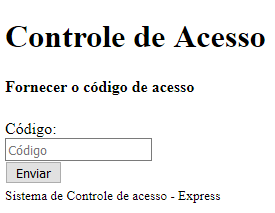 Controle de Acesso
Fornecer o código de acesso
Código:
Código
Enviar
Sistema de Controle de acesso - Express